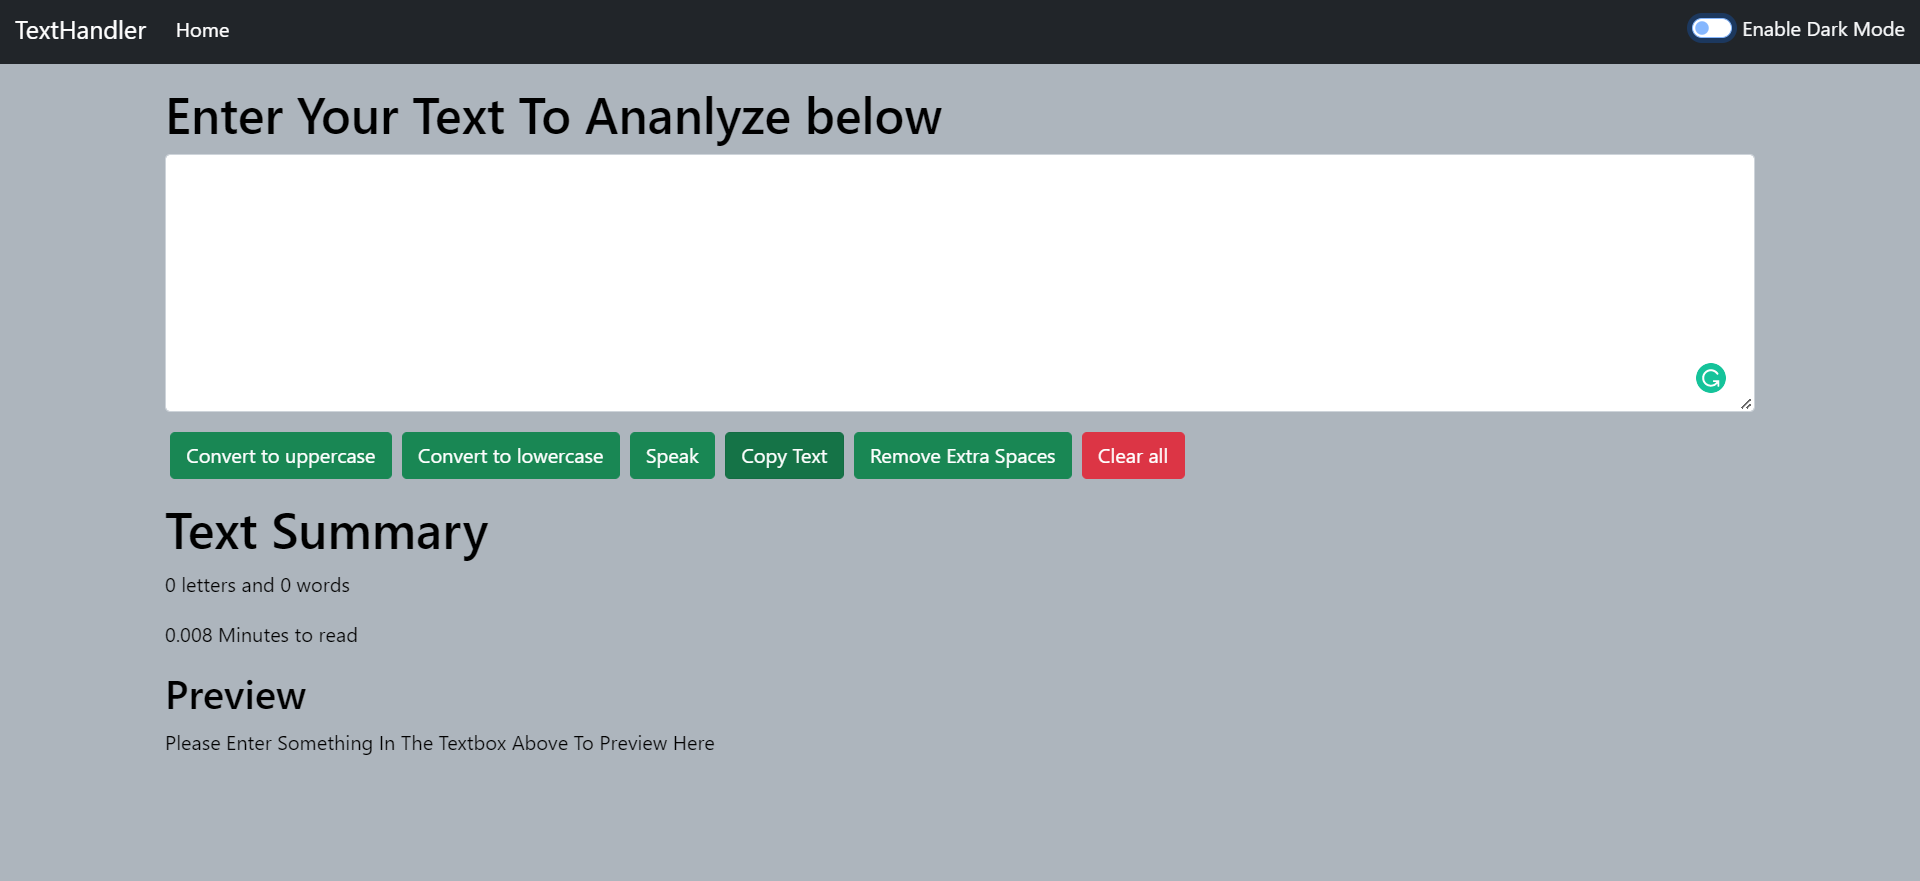 TextHandler Home Enable Dark Mode
Enter Your Text To Ananlyze below
Convert to uppercase Convert to lowercase Speak Copy Text Remove Extra Spaces Clear all
Text Summary
0 letters and 0 words
0.008 Minutes to read
Preview
Please Enter Something In The Textbox Above To Preview Here